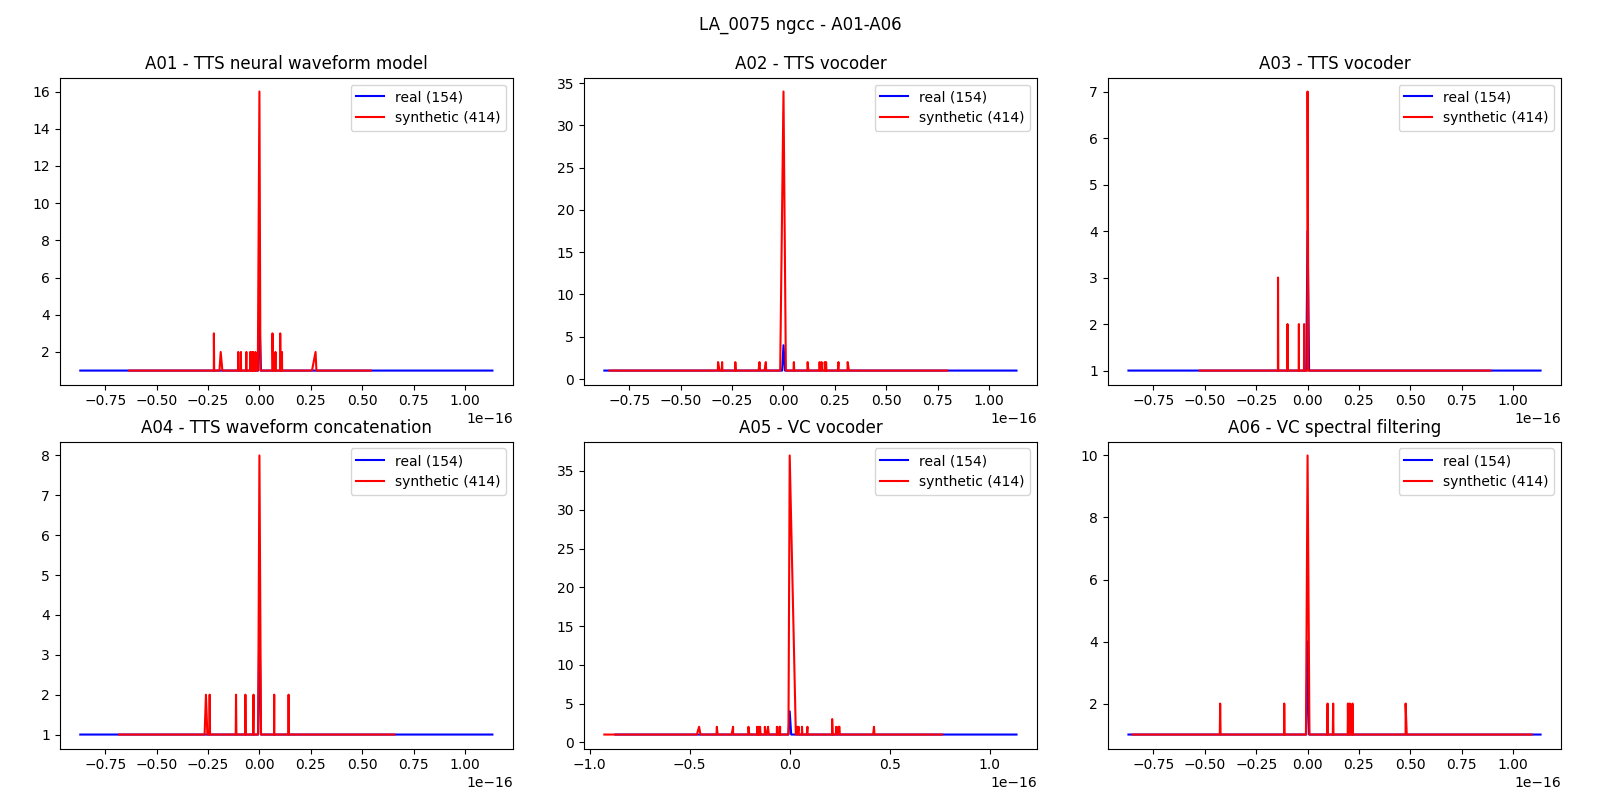 LA_0075 ngcc - A01-A06
A01 - TTS neural waveform model
16
14
12
10
8
6
4
2
real (154)
synthetic (414)
−0.75 −0.50 −0.25 0.00 0.25 0.50 0.75 1.00
1e−16
A02 - TTS vocoder
35
30
25
20
15
10
5
0
real (154)
synthetic (414)
−0.75 −0.50 −0.25 0.00 0.25 0.50 0.75 1.00
1e−16
A03 - TTS vocoder
7
6
5
4
3
2
1
real (154)
synthetic (414)
−0.75 −0.50 −0.25 0.00 0.25 0.50 0.75 1.00
1e−16
A04 - TTS waveform concatenation
8
7
6
5
4
3
2
1
real (154)
synthetic (414)
−0.75 −0.50 −0.25 0.00 0.25 0.50 0.75 1.00
1e−16
A05 - VC vocoder
35
30
25
20
15
10
5
0
real (154)
synthetic (414)
−1.0 −0.5 0.0 0.5 1.0
1e−16
A06 - VC spectral filtering
10
8
6
4
2
real (154)
synthetic (414)
−0.75 −0.50 −0.25 0.00 0.25 0.50 0.75 1.00
1e−16